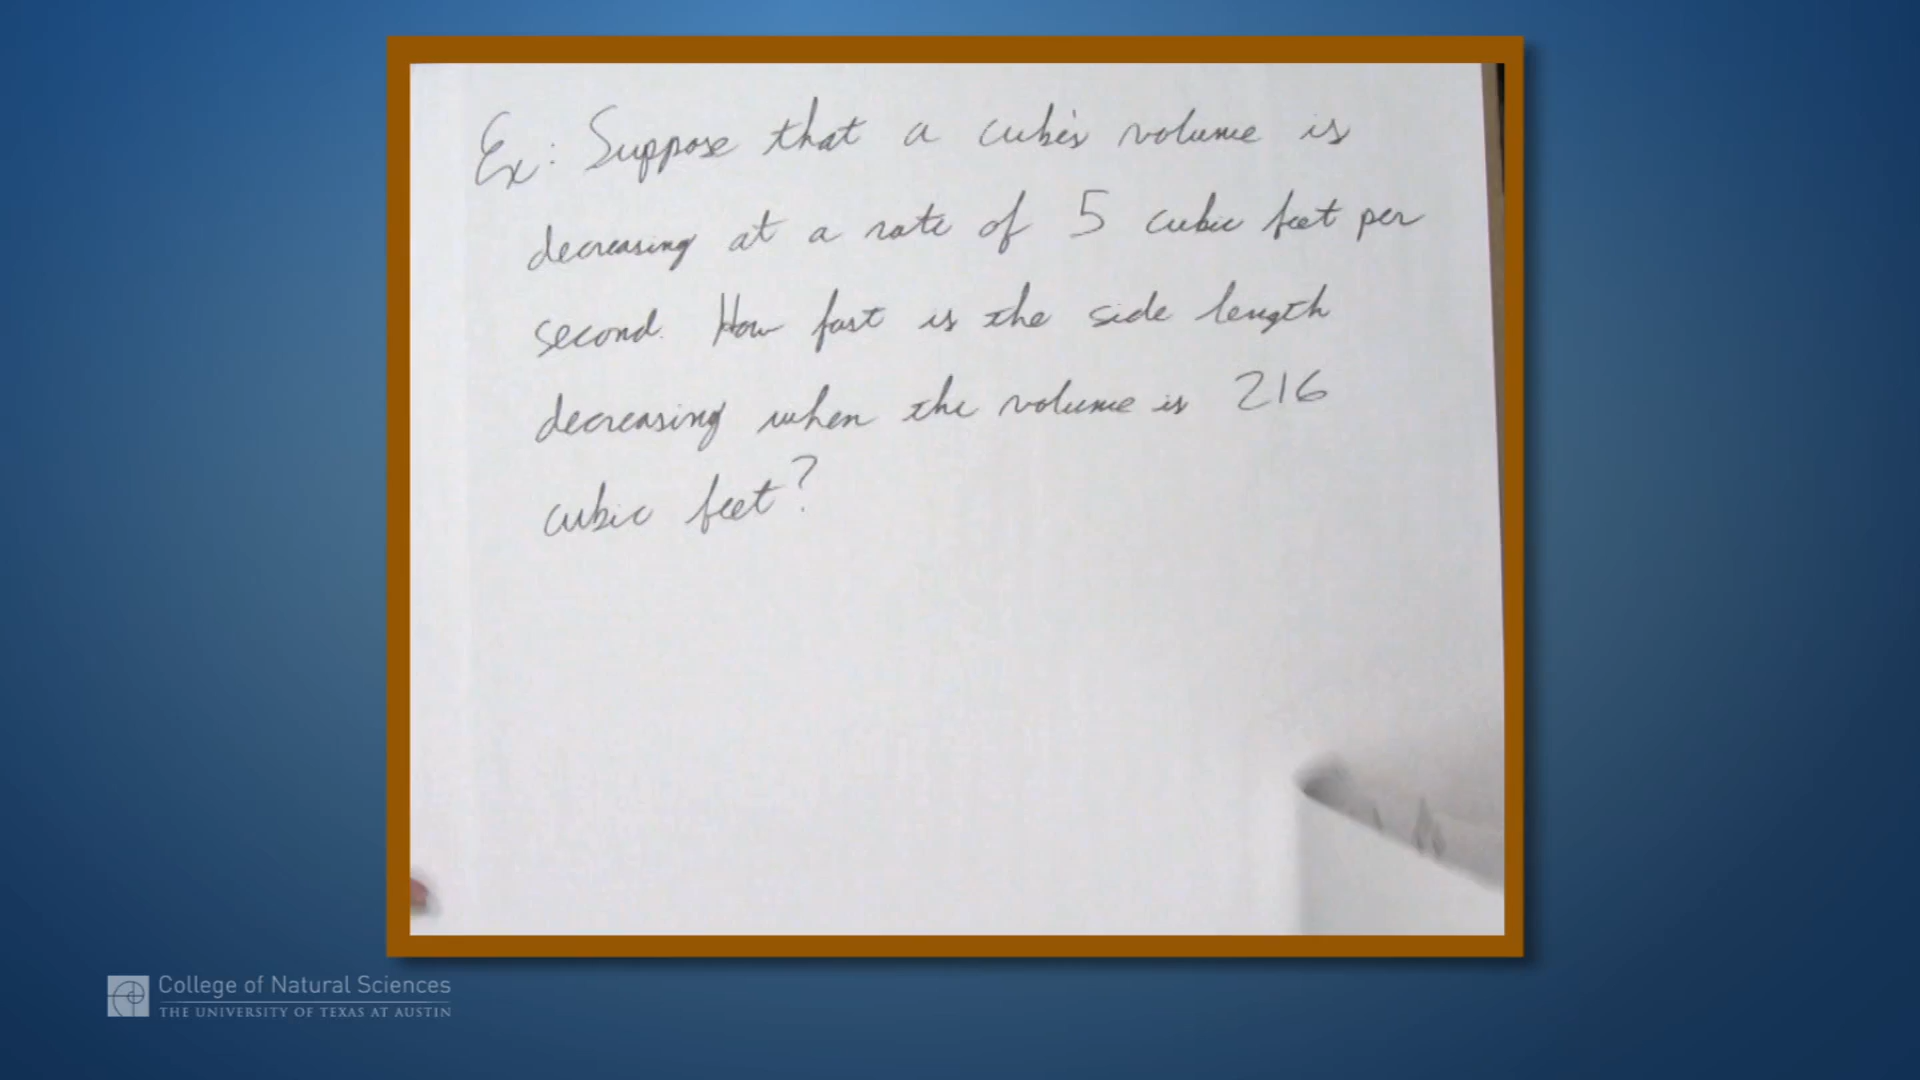 Ex: Suppose that a cube's volume is
decreasing at a rate of 5 cubic feet per
second. How fast is the side length
decreasing when the volume is 216
cubic feet?
College of Natural Sciences
THE UNIVERSITY OF TEXAS AT AUSTIN